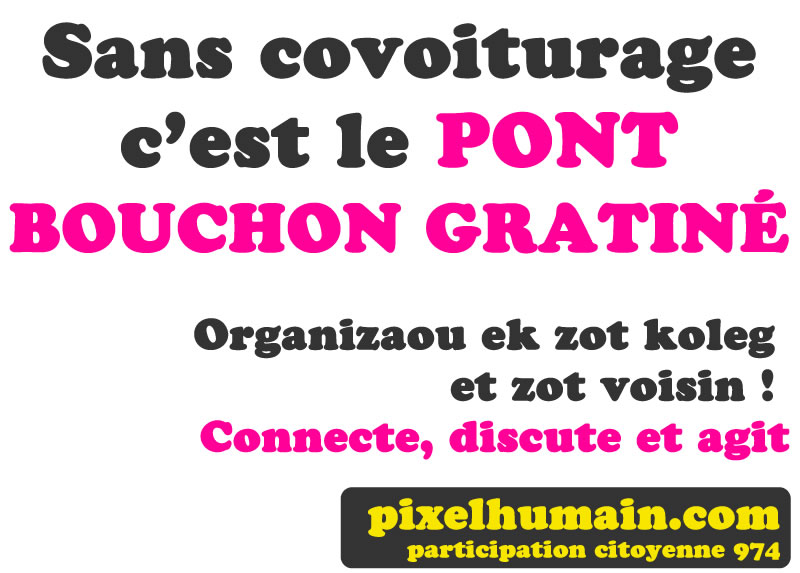 Sans covoiturage
c’est le PONT
BOUCHON GRATINÉ
Organizaou ek zot koleg
et zot voisin !
Connecte, discute et agit
pixelhumain.com
participation citoyenne 974